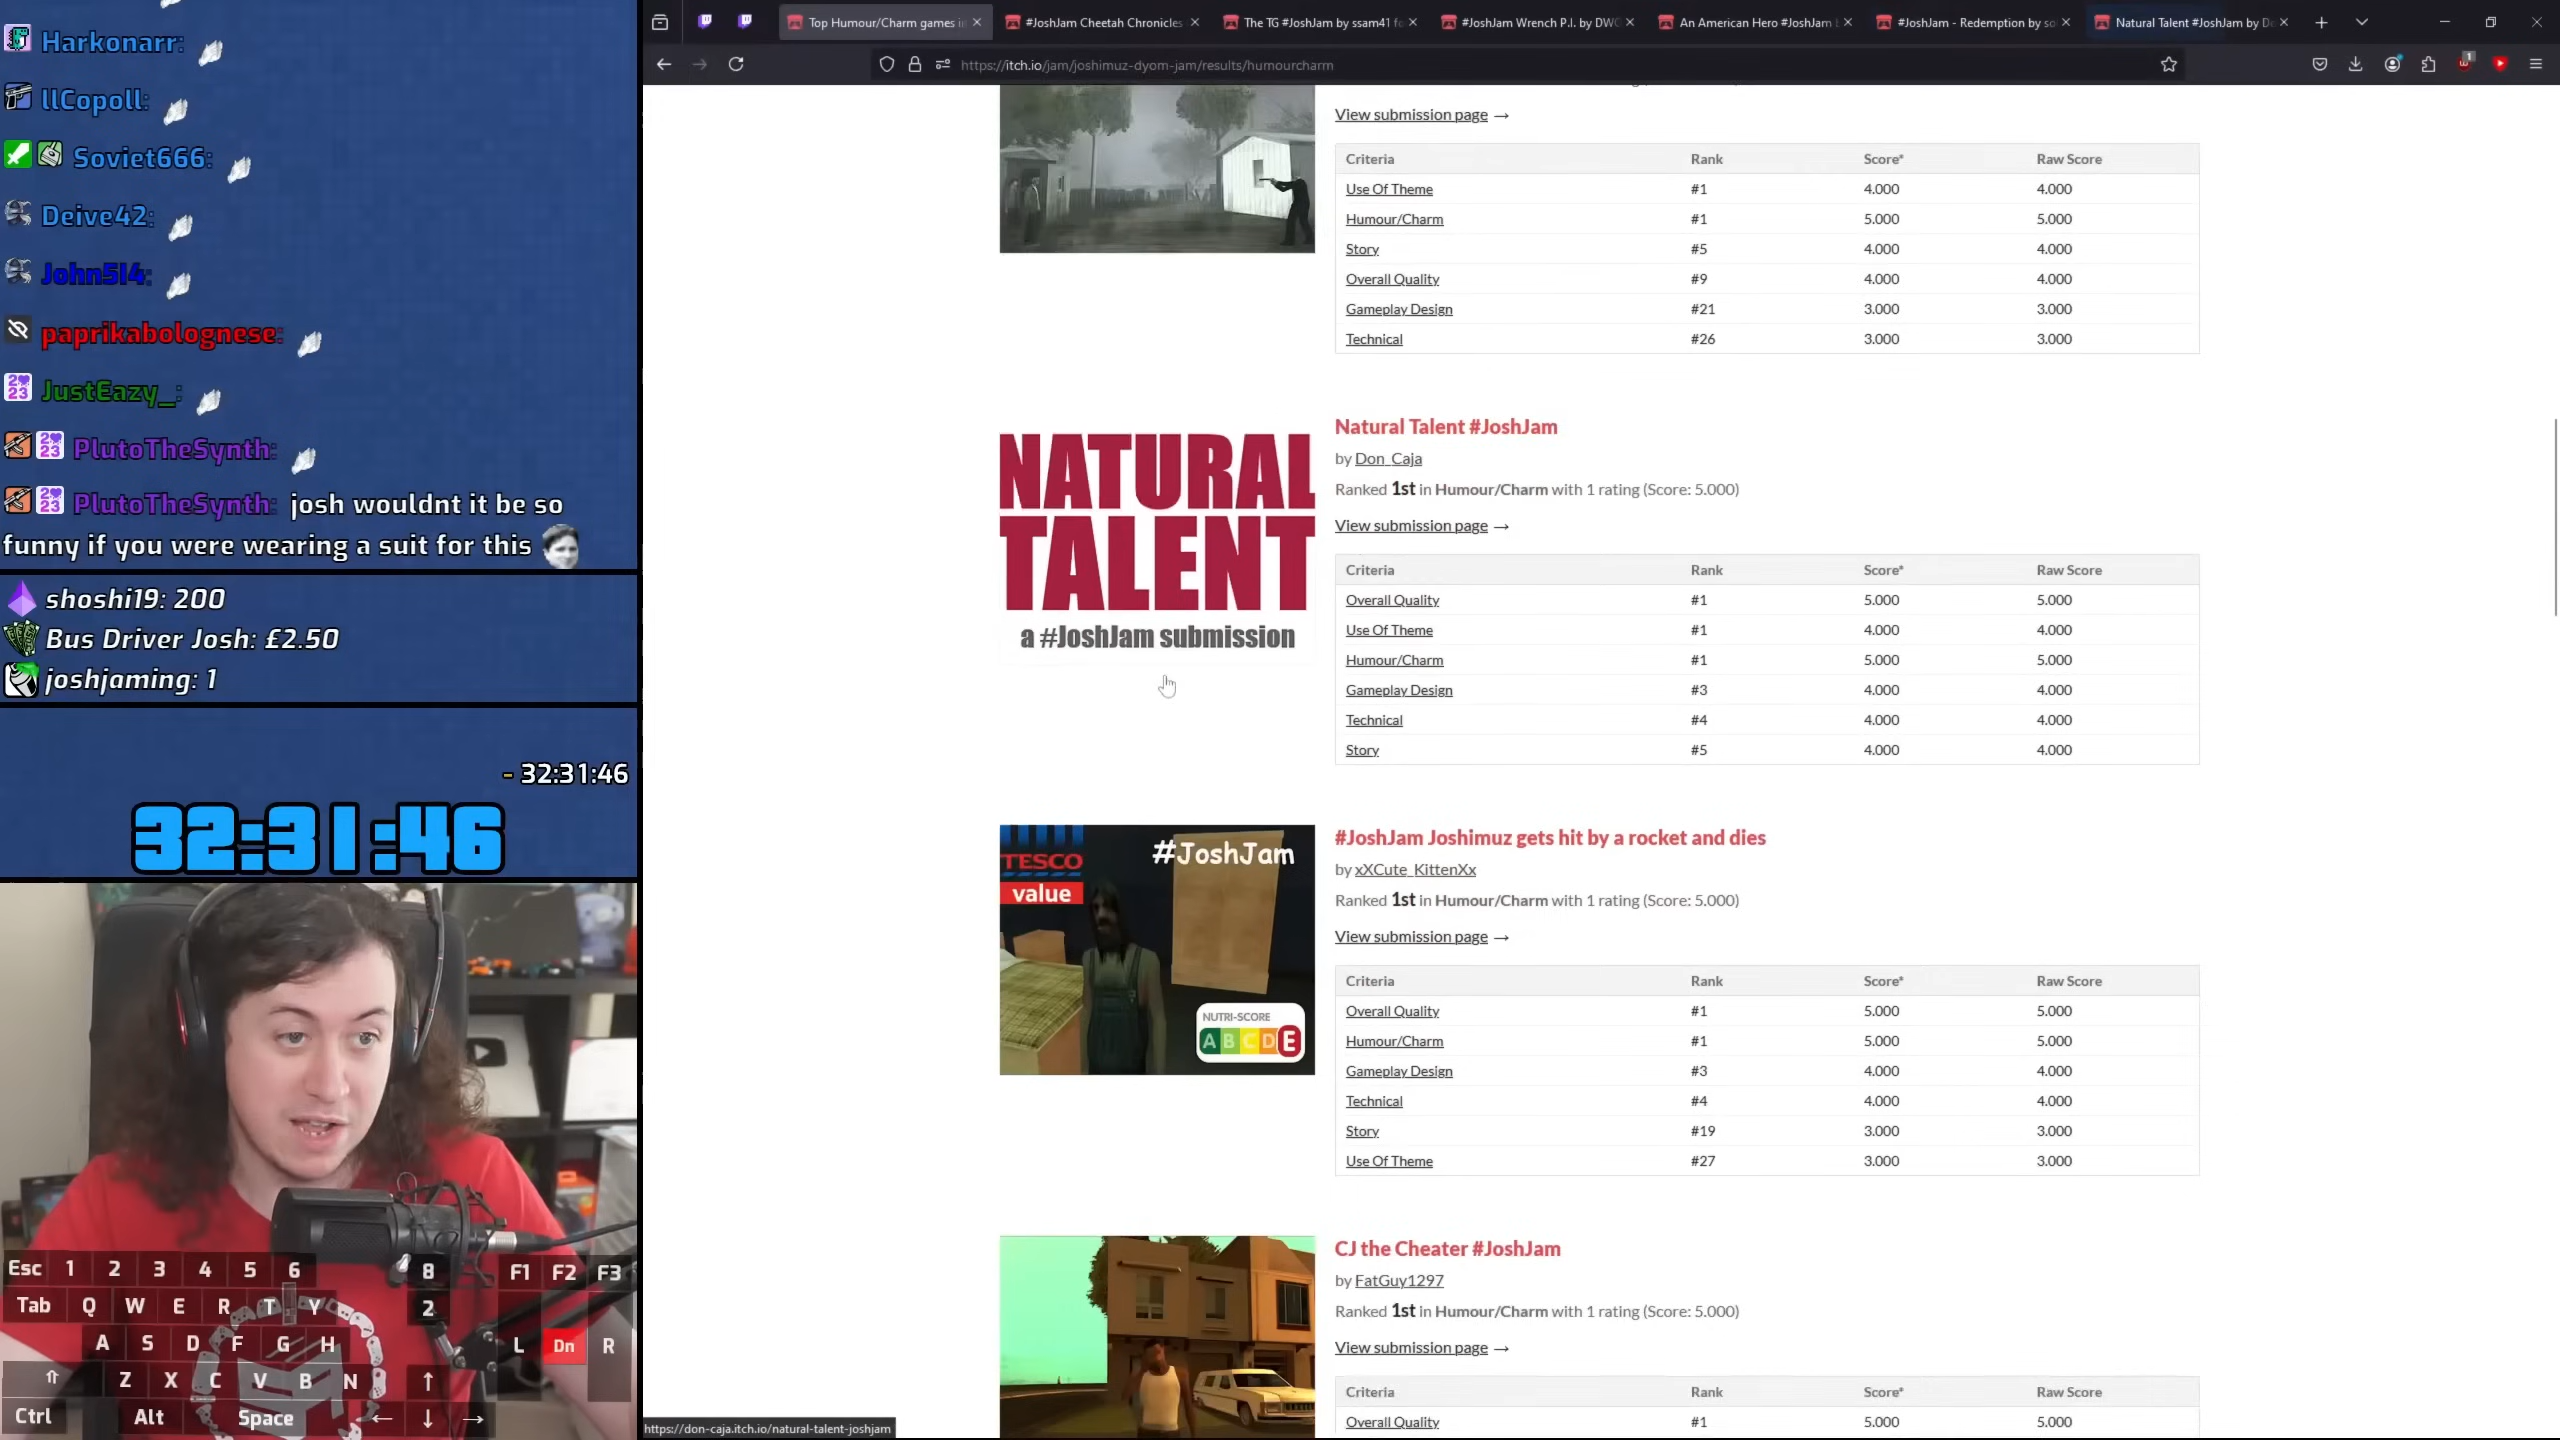 Harkonarr:
llCopoll:
Soviet666:
Deive42:
John5I4:
paprikabolognese:
JustEazy_:
PlutoTheSynth:
PlutoTheSynth: josh wouldnt it be so
funny if you were wearing a suit for this
shoshi19: 200
Bus Driver Josh: £2.50
joshjaming: 1
- 32:31:46
32:31:46
Esc 1 2 3 4 5 6 8 F1 F2 F3
Tab Q W E R T Y 2
A S D F G H L Dn R
⇑ Z X C V B N ↑
Ctrl Alt Space ← ↓ →
Top Humour/Charm games i
#JoshJam Cheetah Chronicles
The TG #JoshJam by ssam41 fo
#JoshJam Wrench P.I. by DWG
An American Hero #JoshJam
#JoshJam - Redemption by so
Natural Talent #JoshJam by Do
https://itch.io/jam/joshimuz-dyom-jam/results/humourcharm
1
View submission page →
Criteria Rank Score* Raw Score
Use Of Theme #1 4.000 4.000
Humour/Charm #1 5.000 5.000
Story #5 4.000 4.000
Overall Quality #9 4.000 4.000
Gameplay Design #21 3.000 3.000
Technical #26 3.000 3.000
NATURAL
TALENT
a #JoshJam submission
Natural Talent #JoshJam
by Don_Caja
Ranked 1st in Humour/Charm with 1 rating (Score: 5.000)
View submission page →
Criteria Rank Score* Raw Score
Overall Quality #1 5.000 5.000
Use Of Theme #1 4.000 4.000
Humour/Charm #1 5.000 5.000
Gameplay Design #3 4.000 4.000
Technical #4 4.000 4.000
Story #5 4.000 4.000
TESCO
value
#JoshJam
NUTRI-SCORE
A B C D E
#JoshJam Joshimuz gets hit by a rocket and dies
by xXCute_KittenXx
Ranked 1st in Humour/Charm with 1 rating (Score: 5.000)
View submission page →
Criteria Rank Score* Raw Score
Overall Quality #1 5.000 5.000
Humour/Charm #1 5.000 5.000
Gameplay Design #3 4.000 4.000
Technical #4 4.000 4.000
Story #19 3.000 3.000
Use Of Theme #27 3.000 3.000
CJ the Cheater #JoshJam
by FatGuy1297
Ranked 1st in Humour/Charm with 1 rating (Score: 5.000)
View submission page →
Criteria Rank Score* Raw Score
Overall Quality #1 5.000 5.000
https://don-caja.itch.io/natural-talent-joshjam